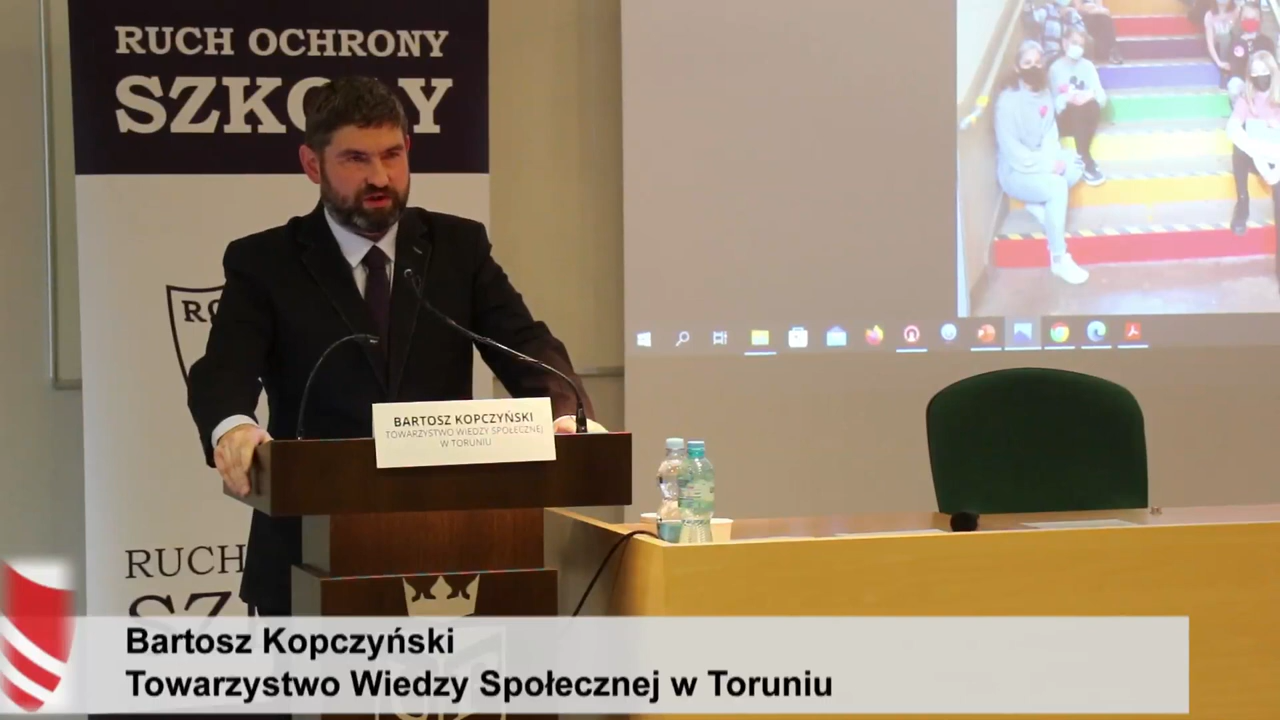 RUCH OCHRONY
SZKOŁY
BARTOSZ KOPCZYŃSKI
TOWARZYSTWO WIEDZY SPOŁECZNEJ
W TORUNIU
RUCH
Bartosz Kopczyński
Towarzystwo Wiedzy Społecznej w Toruniu